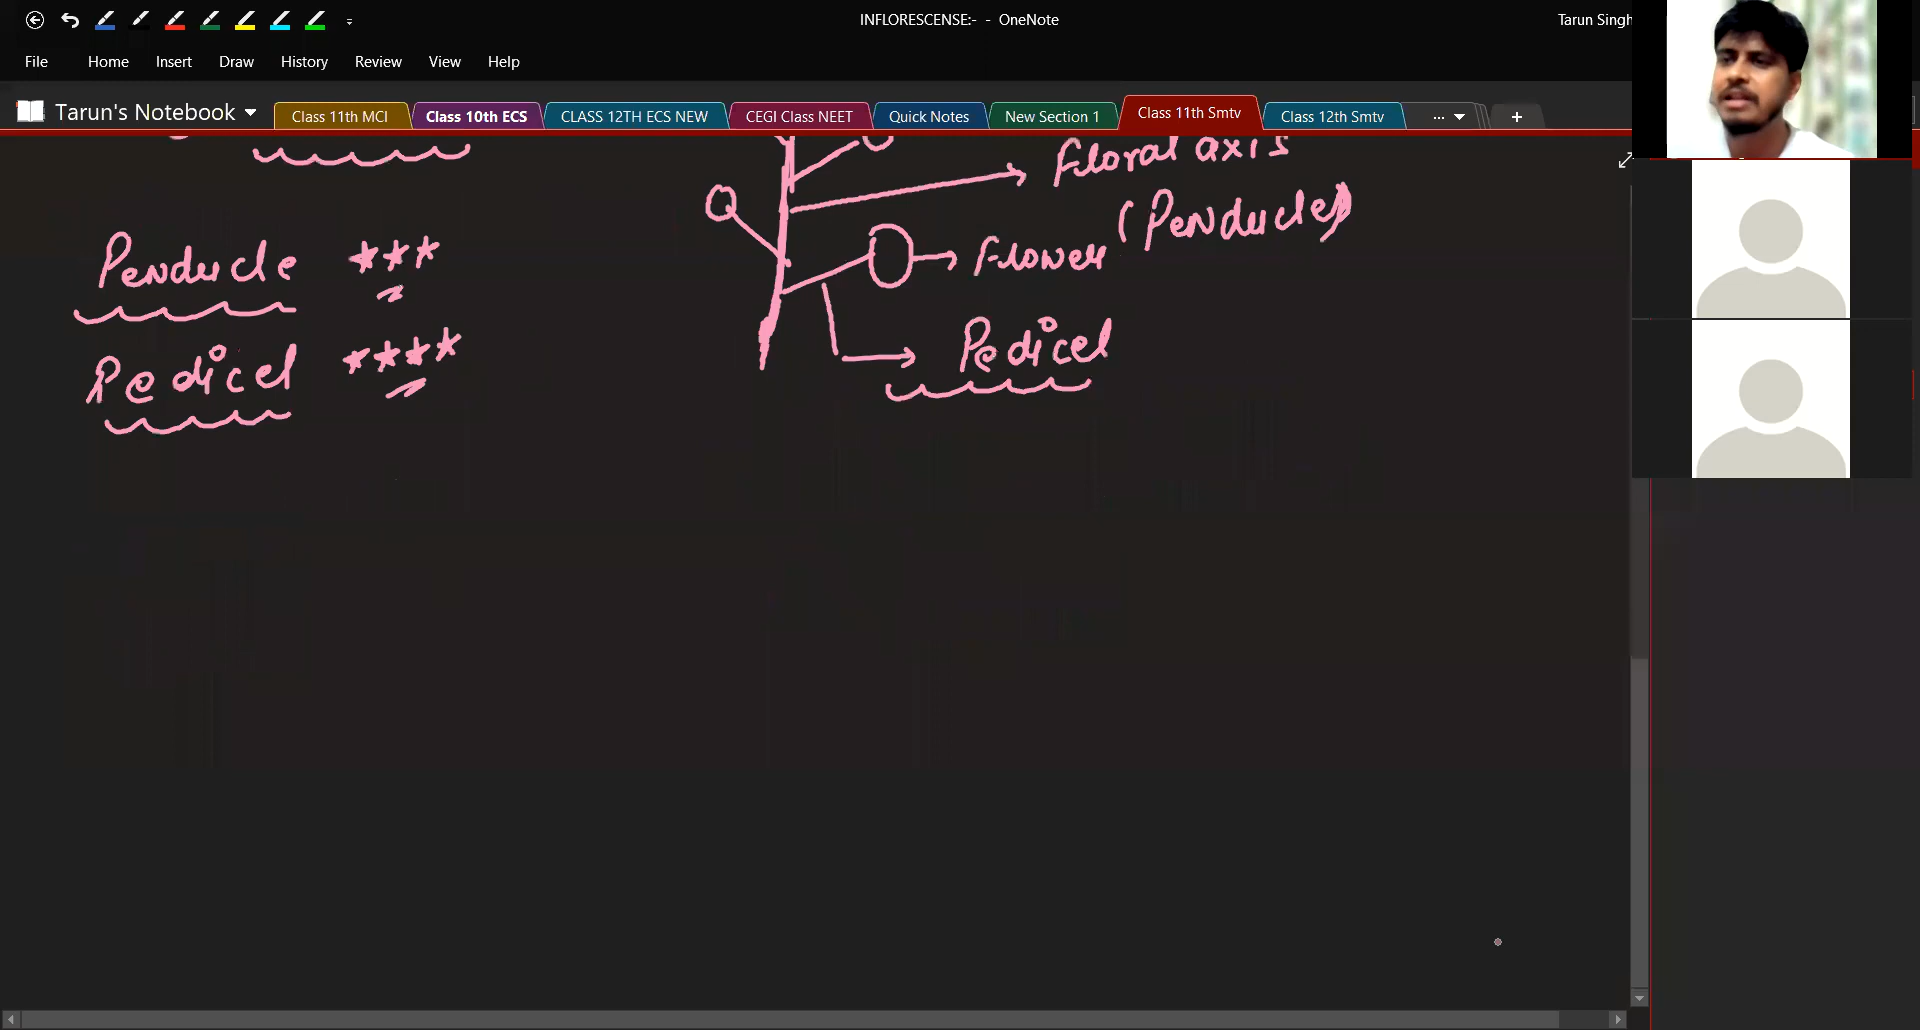 INFLORESCENSE:- - OneNote
Tarun Singh
File Home Insert Draw History Review View Help
Tarun's Notebook
Class 11th MCI
Class 10th ECS
CLASS 12TH ECS NEW
CEGI Class NEET
Quick Notes
New Section 1
Class 11th Smtv
Class 12th Smtv
...
+
Floral axis
(Penducle)
Penducle ***
Flower
Pedicel ****
Pedicel